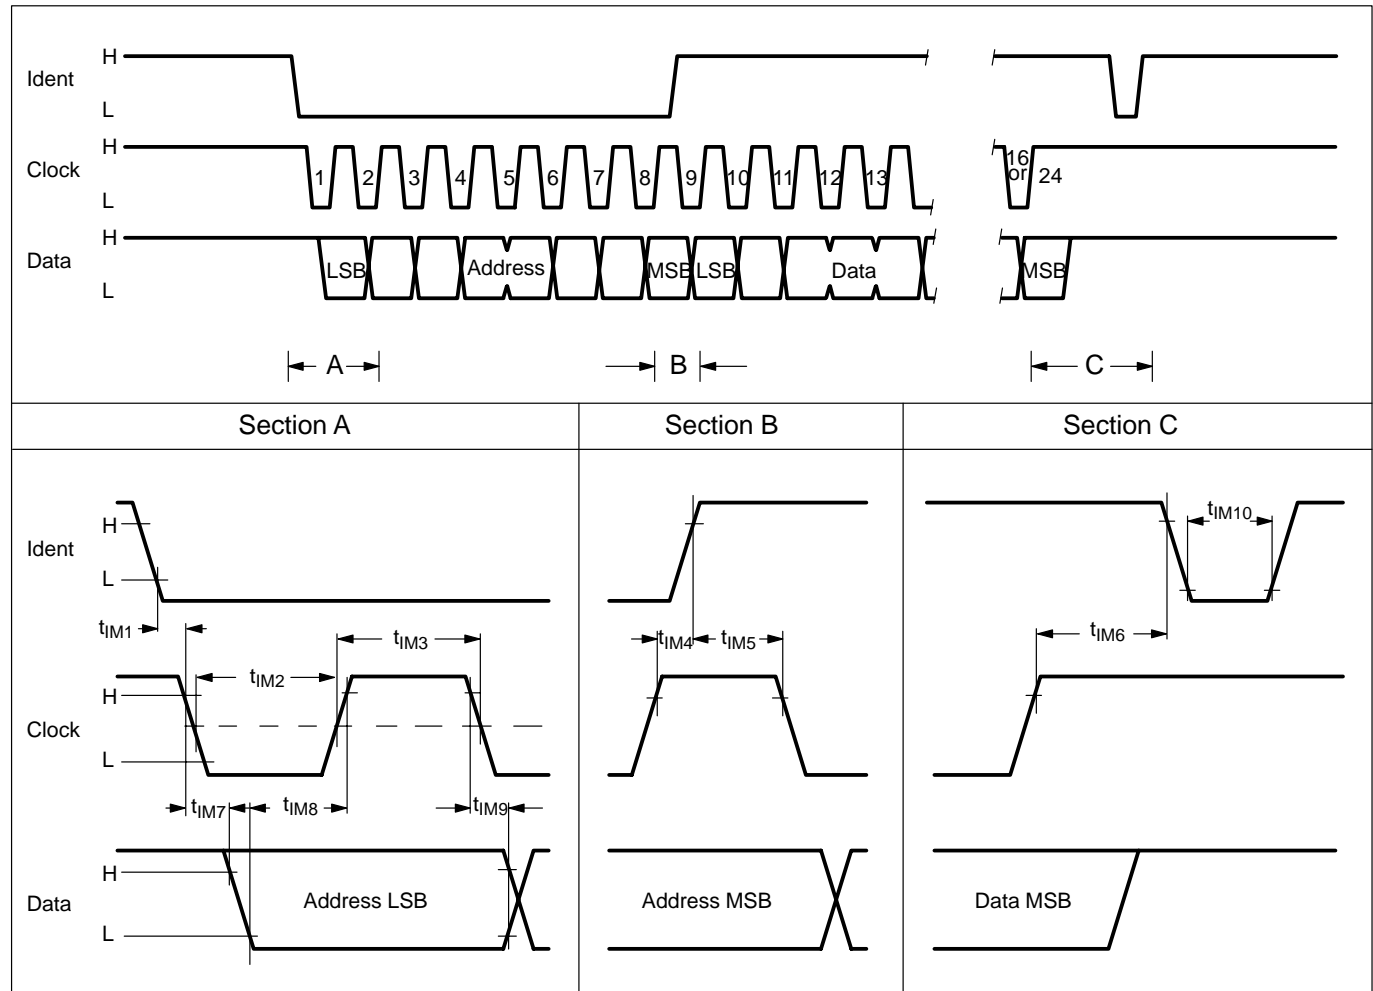 H
Ident
L
H
Clock
L
1 2 3 4 5 6 7 8 9 10 11 12 13
16
or 24
H
Data
L
LSB Address MSB LSB Data MSB
A B C
Section A Section B Section C
H
Ident
L
tIM1
tIM3
tIM2
H
Clock
L
tIM7 tIM8 tIM9
H
Data
L
Address LSB
tIM4 tIM5
Address MSB
tIM10
tIM6
Data MSB